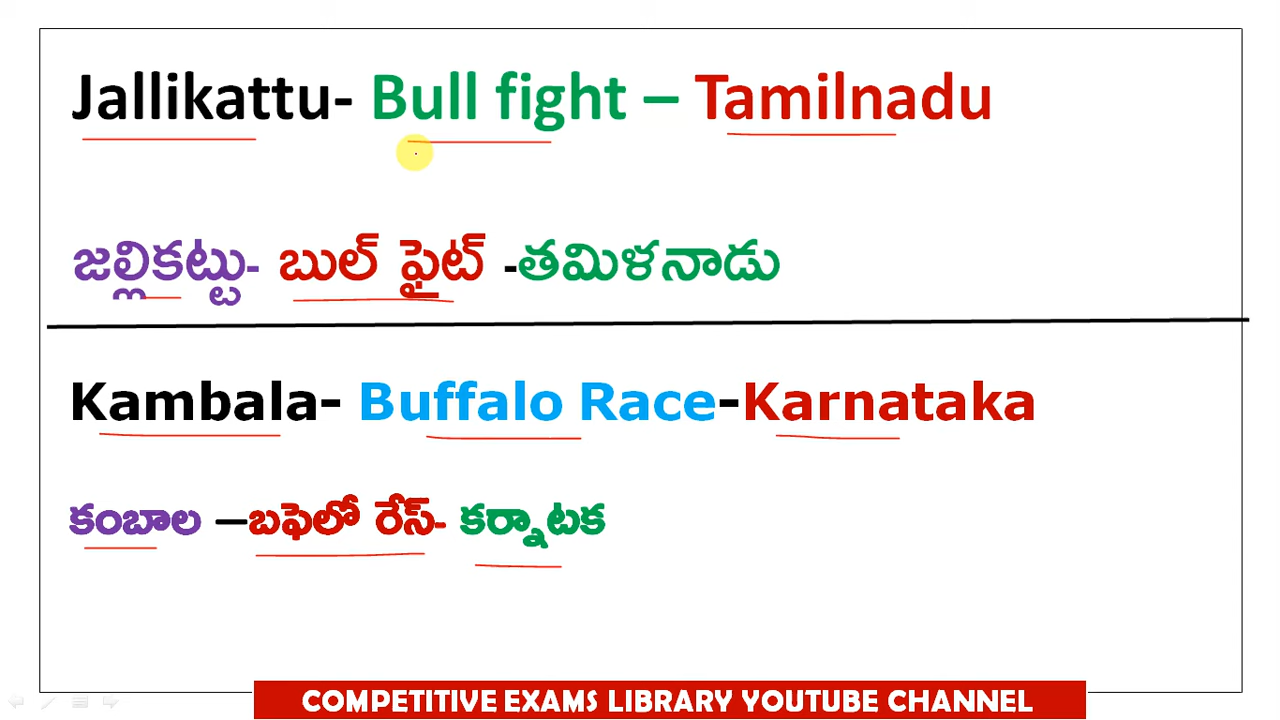 Jallikattu- Bull fight – Tamilnadu
జల్లికట్టు- బుల్ ఫైట్ -తమిళనాడు
Kambala- Buffalo Race-Karnataka
కంబాల –బఫెలో రేస్- కర్నాటక
COMPETITIVE EXAMS LIBRARY YOUTUBE CHANNEL